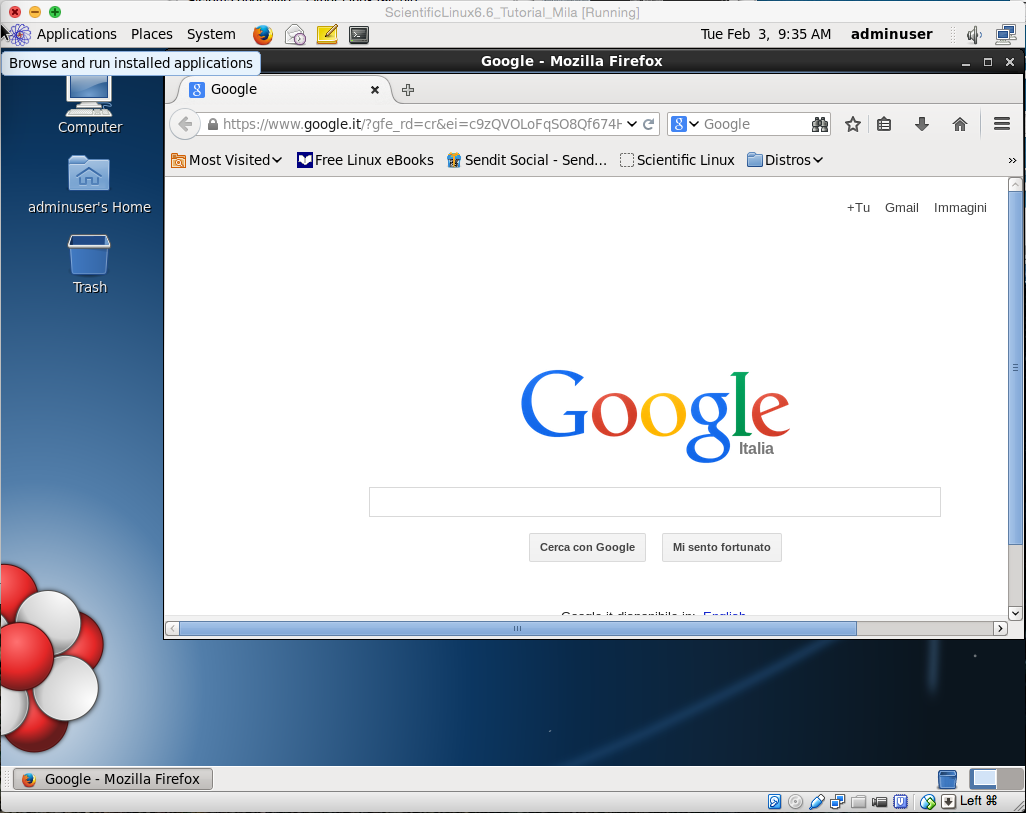 ScientificLinux6.6_Tutorial_Mila [Running]
Applications Places System Tue Feb 3, 9:35 AM adminuser
Browse and run installed applications
Google - Mozilla Firefox
Google
https://www.google.it/?gfe_rd=cr&ei=c9zQVOLoFqSO8Qf674H
Google
Most Visited Free Linux eBooks Sendit Social - Send... Scientific Linux Distros »
Computer
adminuser's Home
Trash
+Tu Gmail Immagini
Google
Italia
Cerca con Google Mi sento fortunato
Google.it disponibile in: English
Google - Mozilla Firefox
Left ⌘